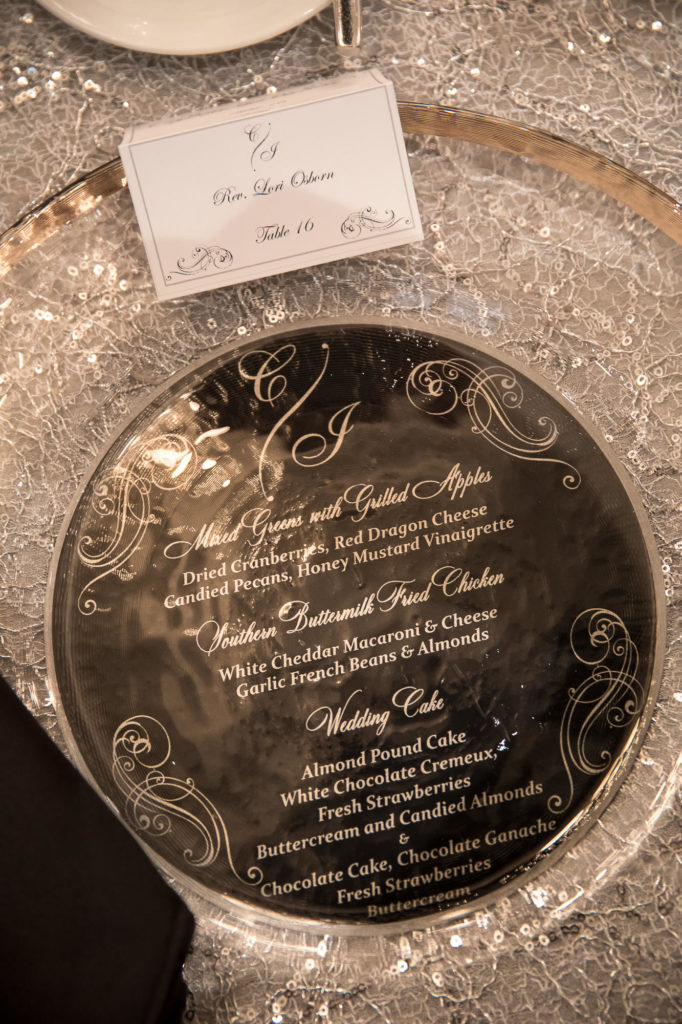 C I
Rev. Lori Osborn
Table 16
C I
Mixed Greens with Grilled Apples
Dried Cranberries, Red Dragon Cheese
Candied Pecans, Honey Mustard Vinaigrette
Southern Buttermilk Fried Chicken
White Cheddar Macaroni & Cheese
Garlic French Beans & Almonds
Wedding Cake
Almond Pound Cake
White Chocolate Cremeux,
Fresh Strawberries
Buttercream and Candied Almonds
&
Chocolate Cake, Chocolate Ganache
Fresh Strawberries
Buttercream